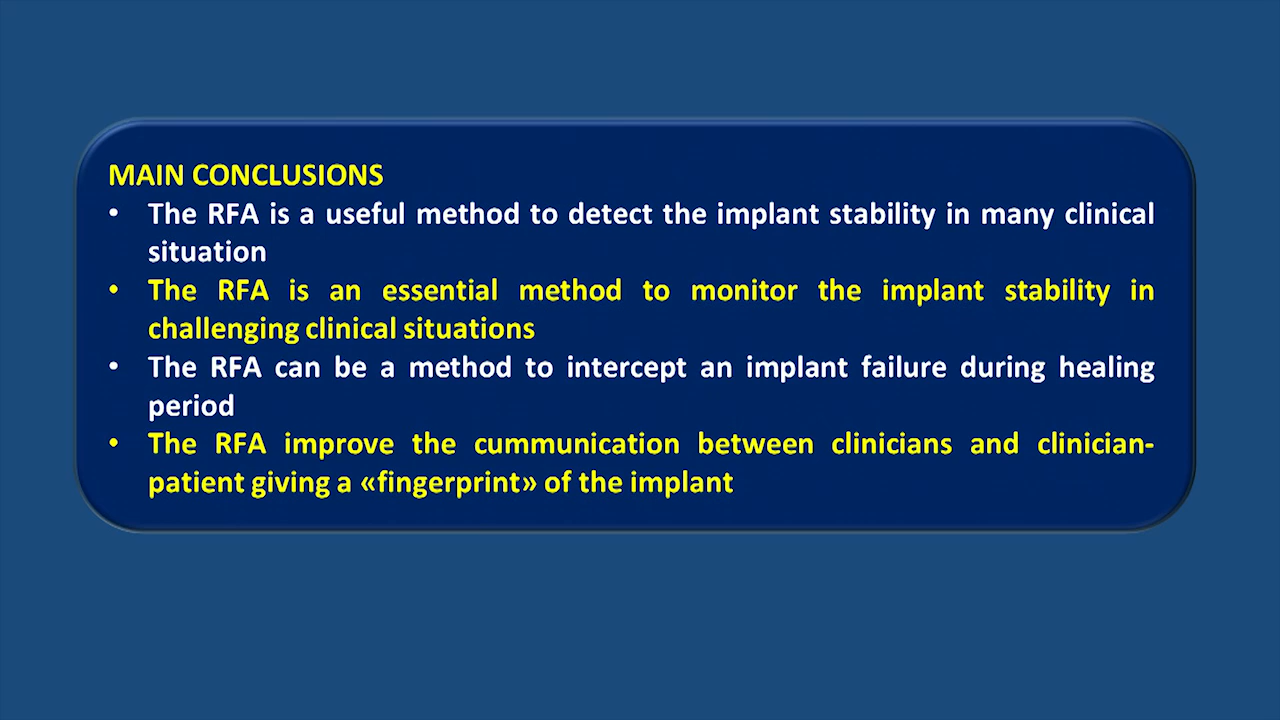 MAIN CONCLUSIONS
• The RFA is a useful method to detect the implant stability in many clinical
situation
• The RFA is an essential method to monitor the implant stability in
challenging clinical situations
• The RFA can be a method to intercept an implant failure during healing
period
• The RFA improve the cummunication between clinicians and clinician-
patient giving a «fingerprint» of the implant